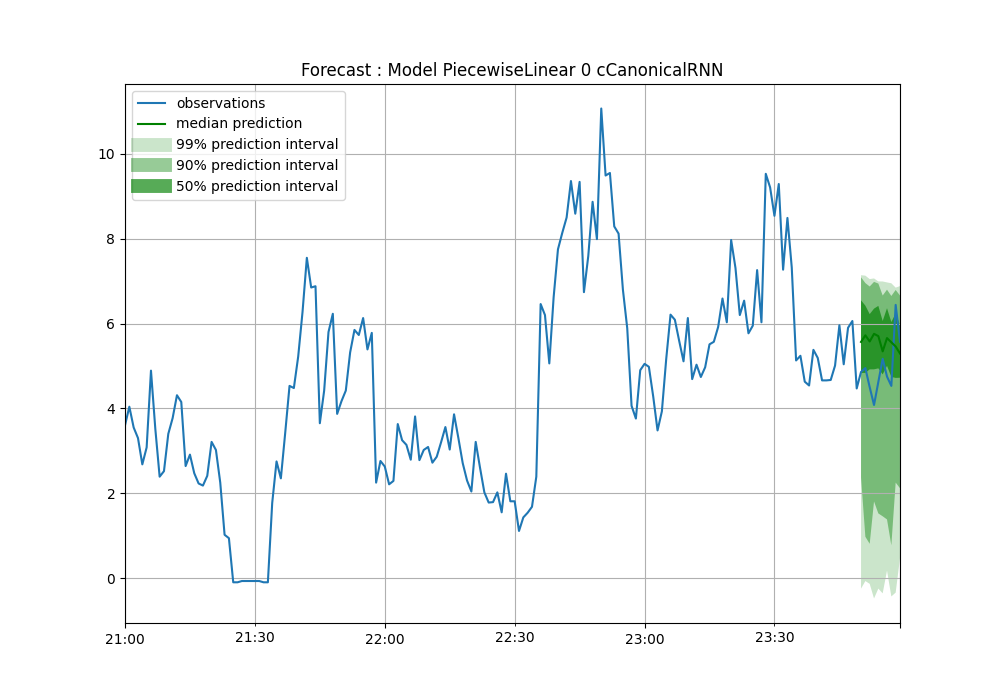 Forecast : Model PiecewiseLinear 0 cCanonicalRNN
observations
median prediction
99% prediction interval
90% prediction interval
50% prediction interval
10
8
6
4
2
0
21:00
21:30
22:00
22:30
23:00
23:30